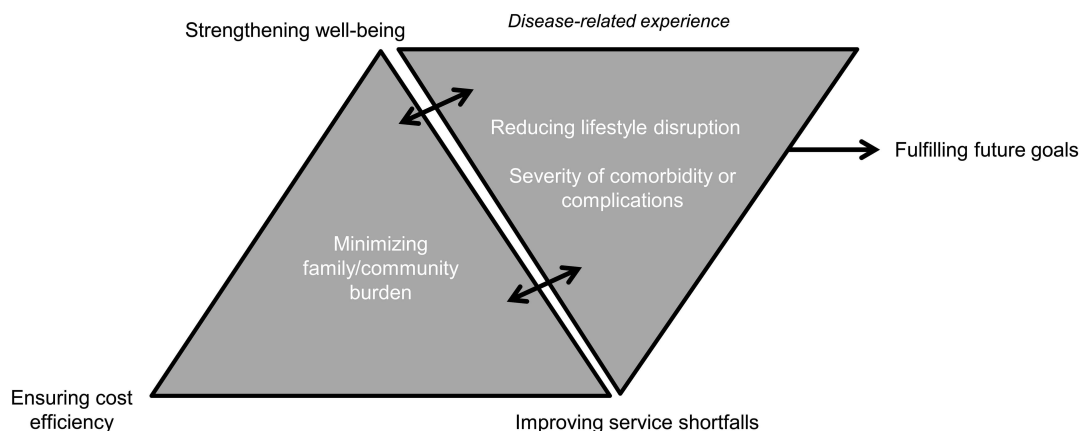 Strengthening well-being
Disease-related experience
Reducing lifestyle disruption
Fulfilling future goals
Severity of comorbidity or
complications
Minimizing
family/community
burden
Ensuring cost
efficiency
Improving service shortfalls